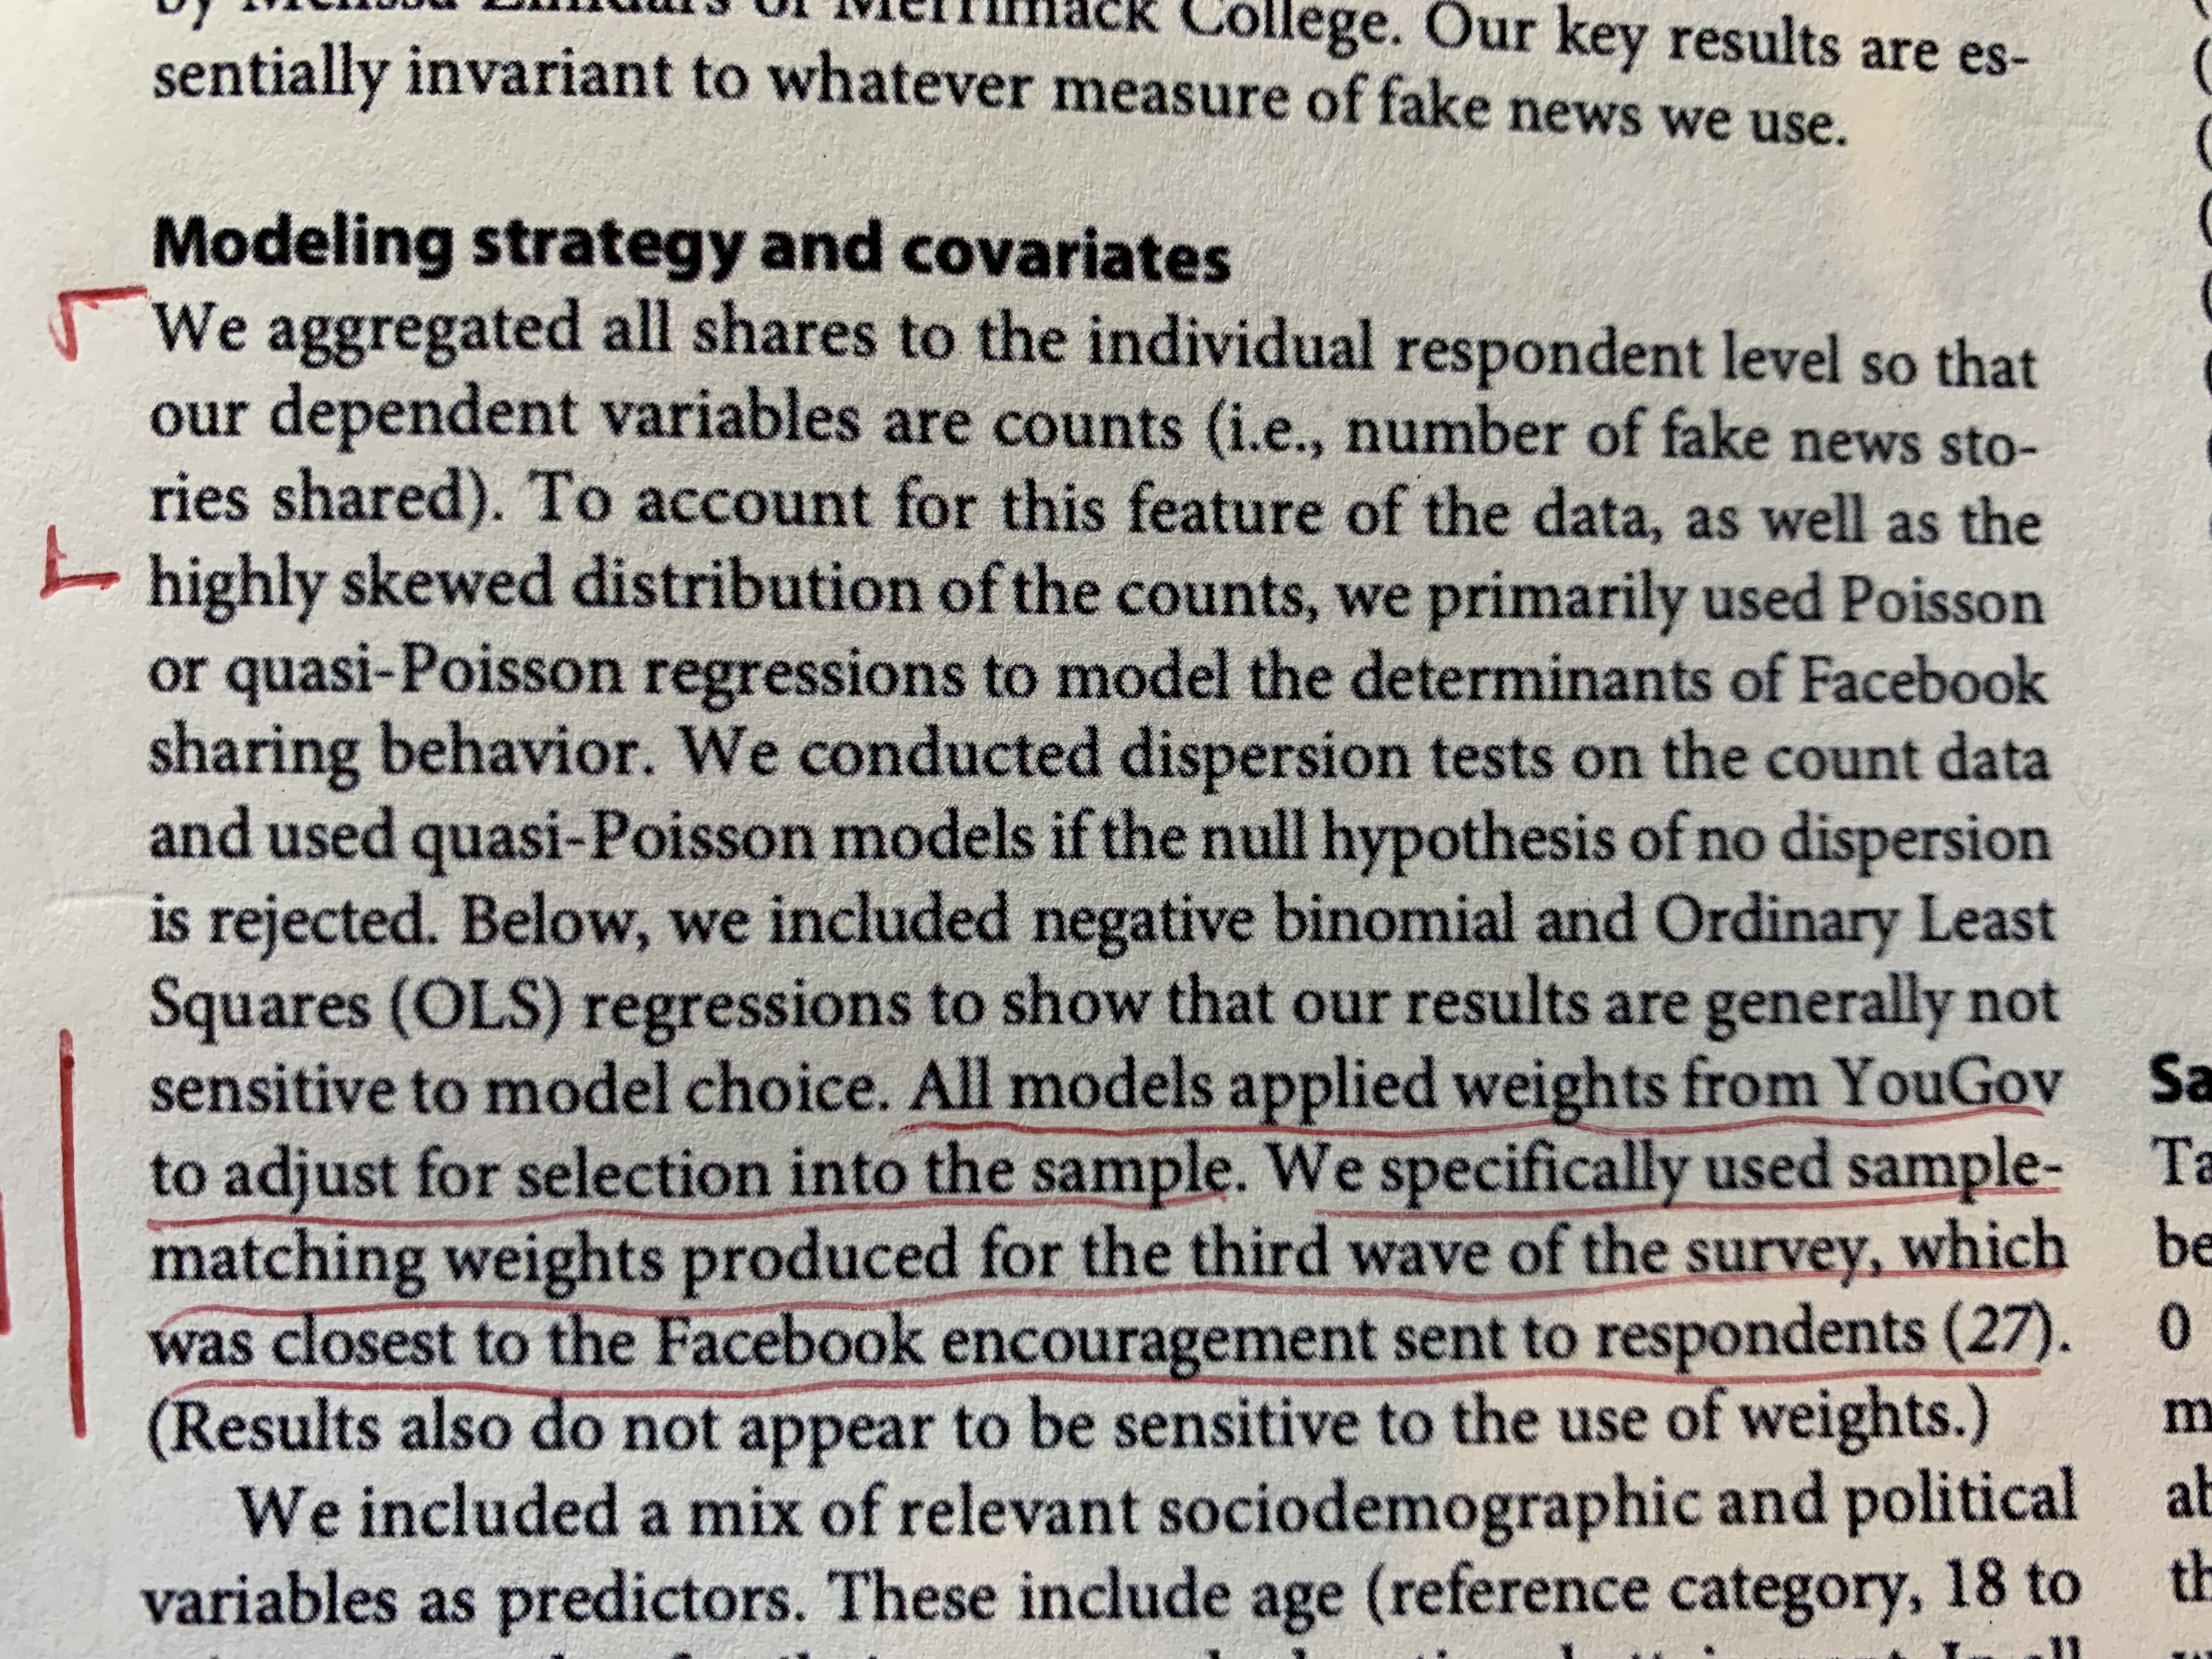 by Melissa Zimdars of Merrimack College. Our key results are es-
sentially invariant to whatever measure of fake news we use.
Modeling strategy and covariates
We aggregated all shares to the individual respondent level so that
our dependent variables are counts (i.e., number of fake news sto-
ries shared). To account for this feature of the data, as well as the
highly skewed distribution of the counts, we primarily used Poisson
or quasi-Poisson regressions to model the determinants of Facebook
sharing behavior. We conducted dispersion tests on the count data
and used quasi-Poisson models if the null hypothesis of no dispersion
is rejected. Below, we included negative binomial and Ordinary Least
Squares (OLS) regressions to show that our results are generally not
sensitive to model choice. All models applied weights from YouGov
to adjust for selection into the sample. We specifically used sample-
matching weights produced for the third wave of the survey, which
was closest to the Facebook encouragement sent to respondents (27).
(Results also do not appear to be sensitive to the use of weights.)
We included a mix of relevant sociodemographic and political
variables as predictors. These include age (reference category, 18 to
Sa
Ta
be
0
m
ab
th